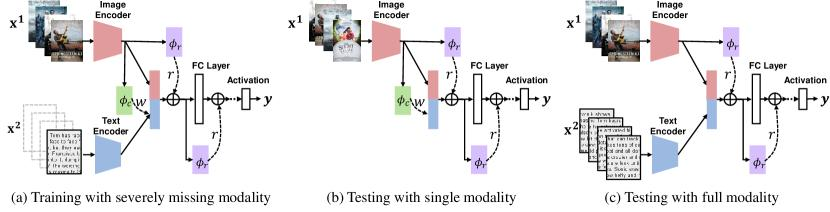 Image
Encoder
x¹
ϕr
r
FC Layer
Activation
ϕc
w
y
x²
Text
Encoder
r
ϕr
(a) Training with severely missing modality
Image
Encoder
x¹
ϕr
r
FC Layer
Activation
ϕc
w
y
r
ϕr
(b) Testing with single modality
Image
Encoder
x¹
ϕr
r
FC Layer
Activation
y
x²
Text
Encoder
r
ϕr
(c) Testing with full modality